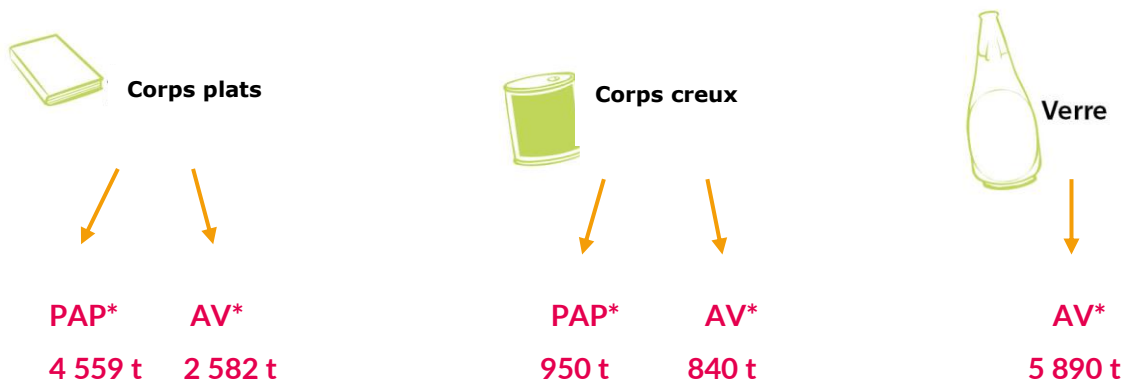 Corps plats
Corps creux
Verre
PAP* AV*
4 559 t 2 582 t
PAP* AV*
950 t 840 t
AV*
5 890 t